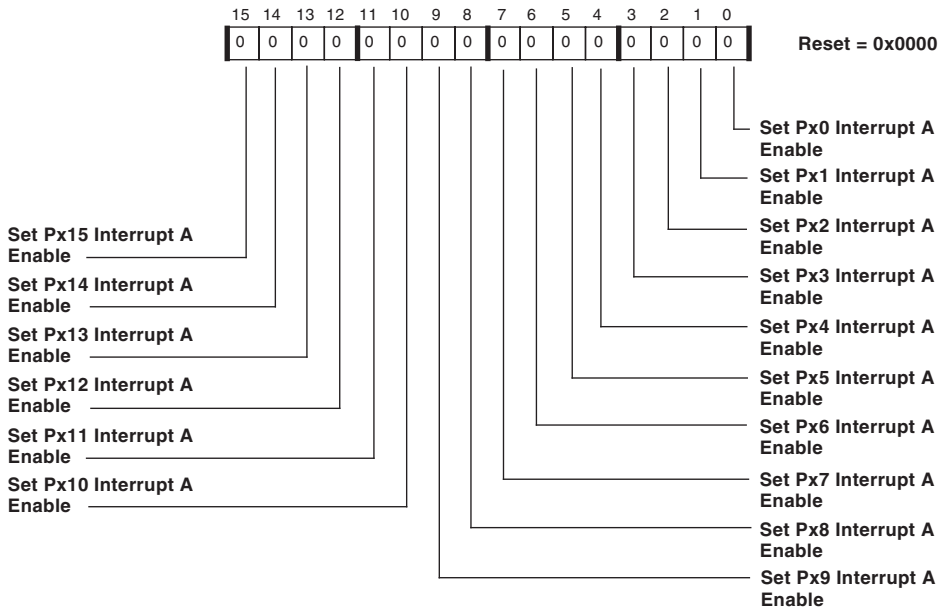 15 14 13 12 11 10 9 8 7 6 5 4 3 2 1 0
0 0 0 0 0 0 0 0 0 0 0 0 0 0 0 0
Reset = 0x0000
Set Px0 Interrupt A
Enable
Set Px1 Interrupt A
Enable
Set Px2 Interrupt A
Enable
Set Px3 Interrupt A
Enable
Set Px4 Interrupt A
Enable
Set Px5 Interrupt A
Enable
Set Px6 Interrupt A
Enable
Set Px7 Interrupt A
Enable
Set Px8 Interrupt A
Enable
Set Px9 Interrupt A
Enable
Set Px15 Interrupt A
Enable
Set Px14 Interrupt A
Enable
Set Px13 Interrupt A
Enable
Set Px12 Interrupt A
Enable
Set Px11 Interrupt A
Enable
Set Px10 Interrupt A
Enable